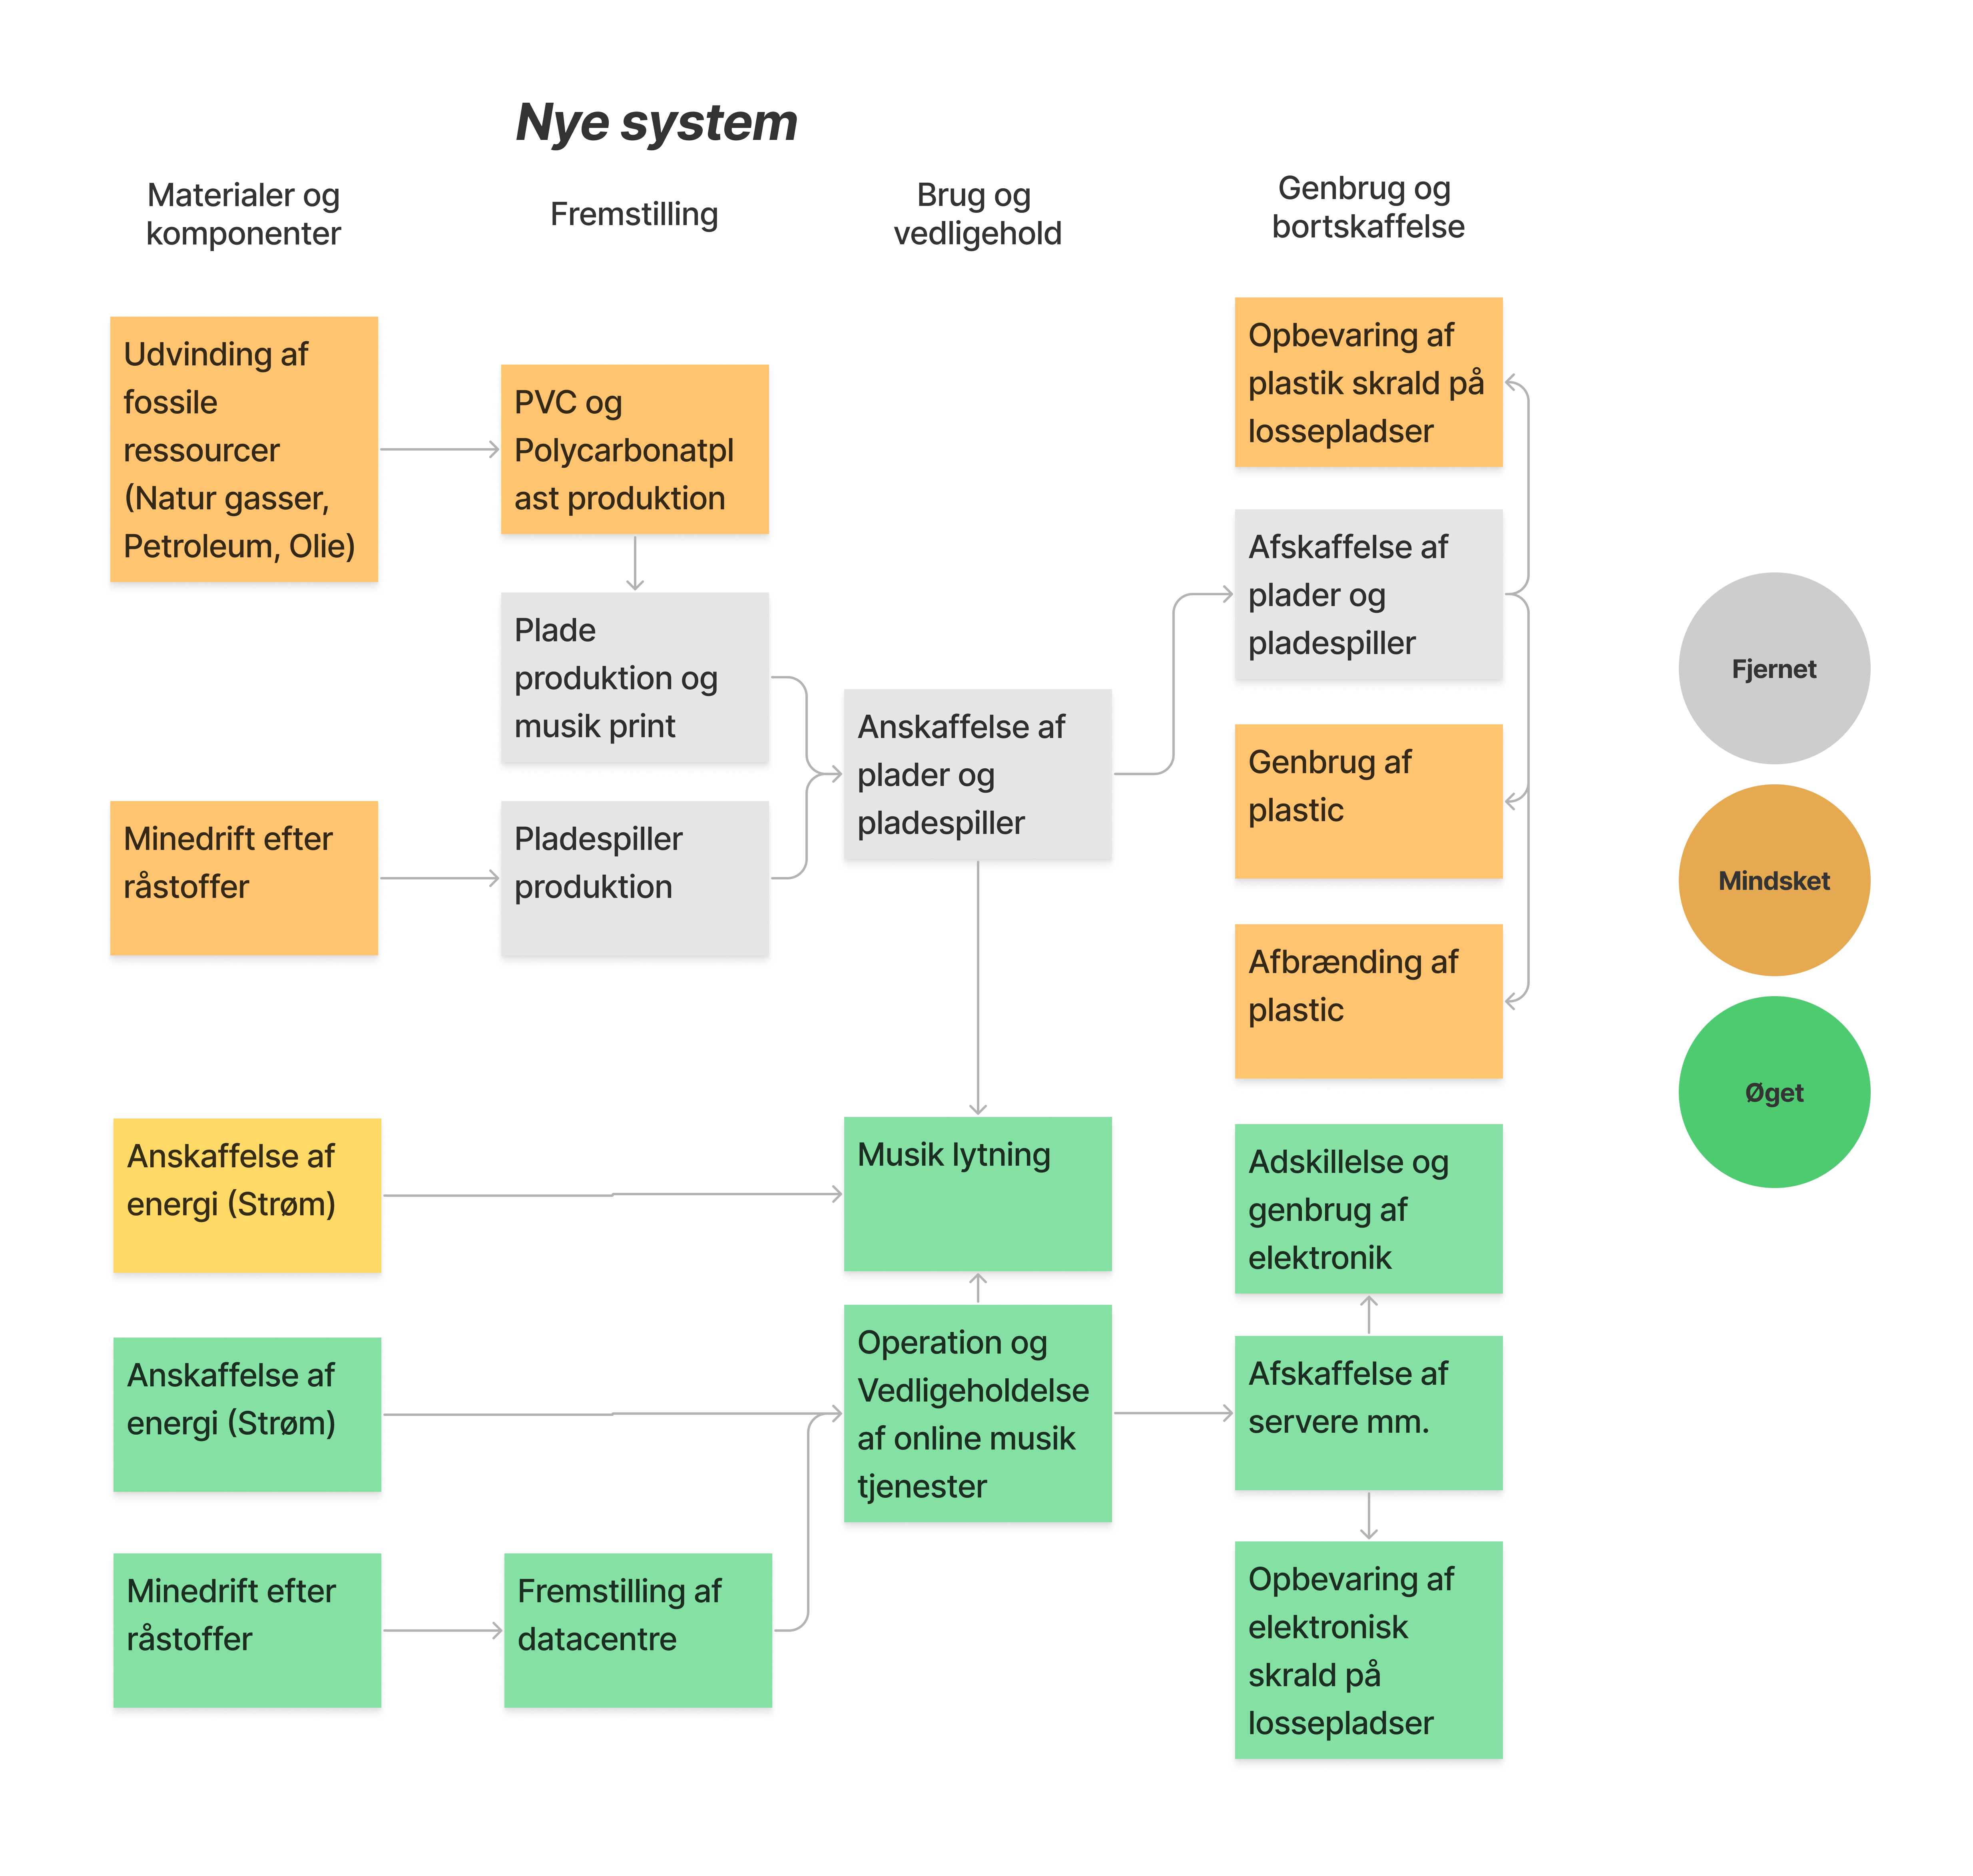 Nye system
Materialer og
komponenter
Fremstilling
Brug og
vedligehold
Genbrug og
bortskaffelse
Udvinding af
fossile
ressourcer
(Natur gasser,
Petroleum, Olie)
PVC og
Polycarbonatpl
ast produktion
Plade
produktion og
musik print
Minedrift efter
råstoffer
Pladespiller
produktion
Anskaffelse af
plader og
pladespiller
Opbevaring af
plastik skrald på
lossepladser
Afskaffelse af
plader og
pladespiller
Genbrug af
plastic
Afbrænding af
plastic
Fjernet
Mindsket
Øget
Anskaffelse af
energi (Strøm)
Musik lytning
Adskillelse og
genbrug af
elektronik
Anskaffelse af
energi (Strøm)
Operation og
Vedligeholdelse
af online musik
tjenester
Afskaffelse af
servere mm.
Minedrift efter
råstoffer
Fremstilling af
datacentre
Opbevaring af
elektronisk
skrald på
lossepladser